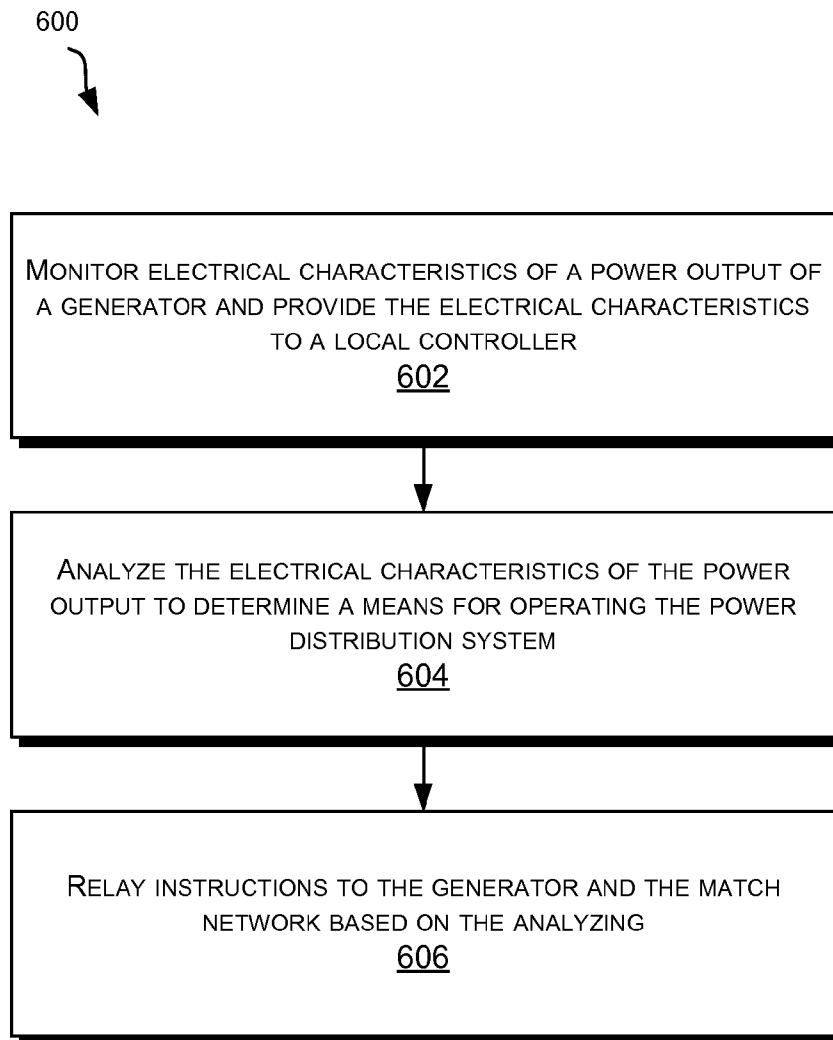 600
MONITOR ELECTRICAL CHARACTERISTICS OF A POWER OUTPUT OF
A GENERATOR AND PROVIDE THE ELECTRICAL CHARACTERISTICS
TO A LOCAL CONTROLLER
602
ANALYZE THE ELECTRICAL CHARACTERISTICS OF THE POWER
OUTPUT TO DETERMINE A MEANS FOR OPERATING THE POWER
DISTRIBUTION SYSTEM
604
RELAY INSTRUCTIONS TO THE GENERATOR AND THE MATCH
NETWORK BASED ON THE ANALYZING
606